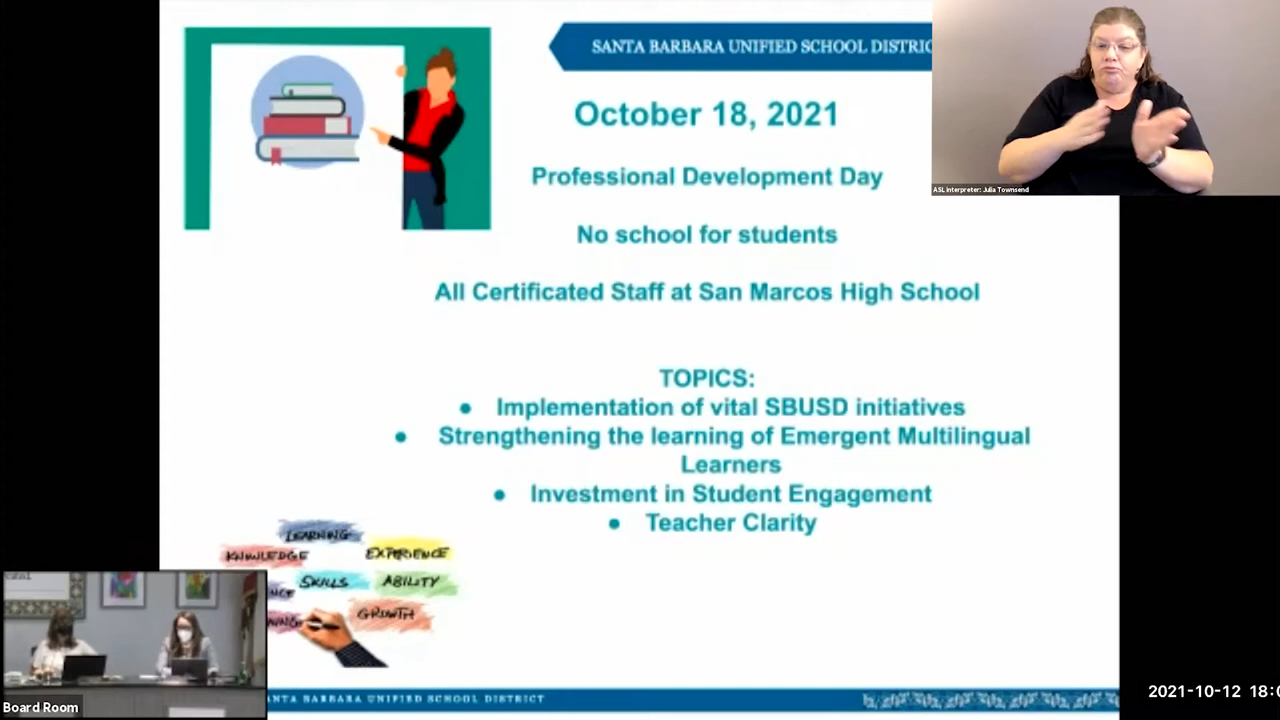 SANTA BARBARA UNIFIED SCHOOL
October 18, 2021
Professional Development Day
No school for students
All Certificated Staff at San Marcos High School
ASL Interpreter: Julia Townsend
TOPICS:
● Implementation of vital SBUSD initiatives
● Strengthening the learning of Emergent Multilingual
Learners
● Investment in Student Engagement
● Teacher Clarity
LEARNING
KNOWLEDGE
EXPERIENCE
SKILLS
ABILITY
GROWTH
Board Room
BARBARA UNIFIED SCHOOL DISTRICT
2021-10-12